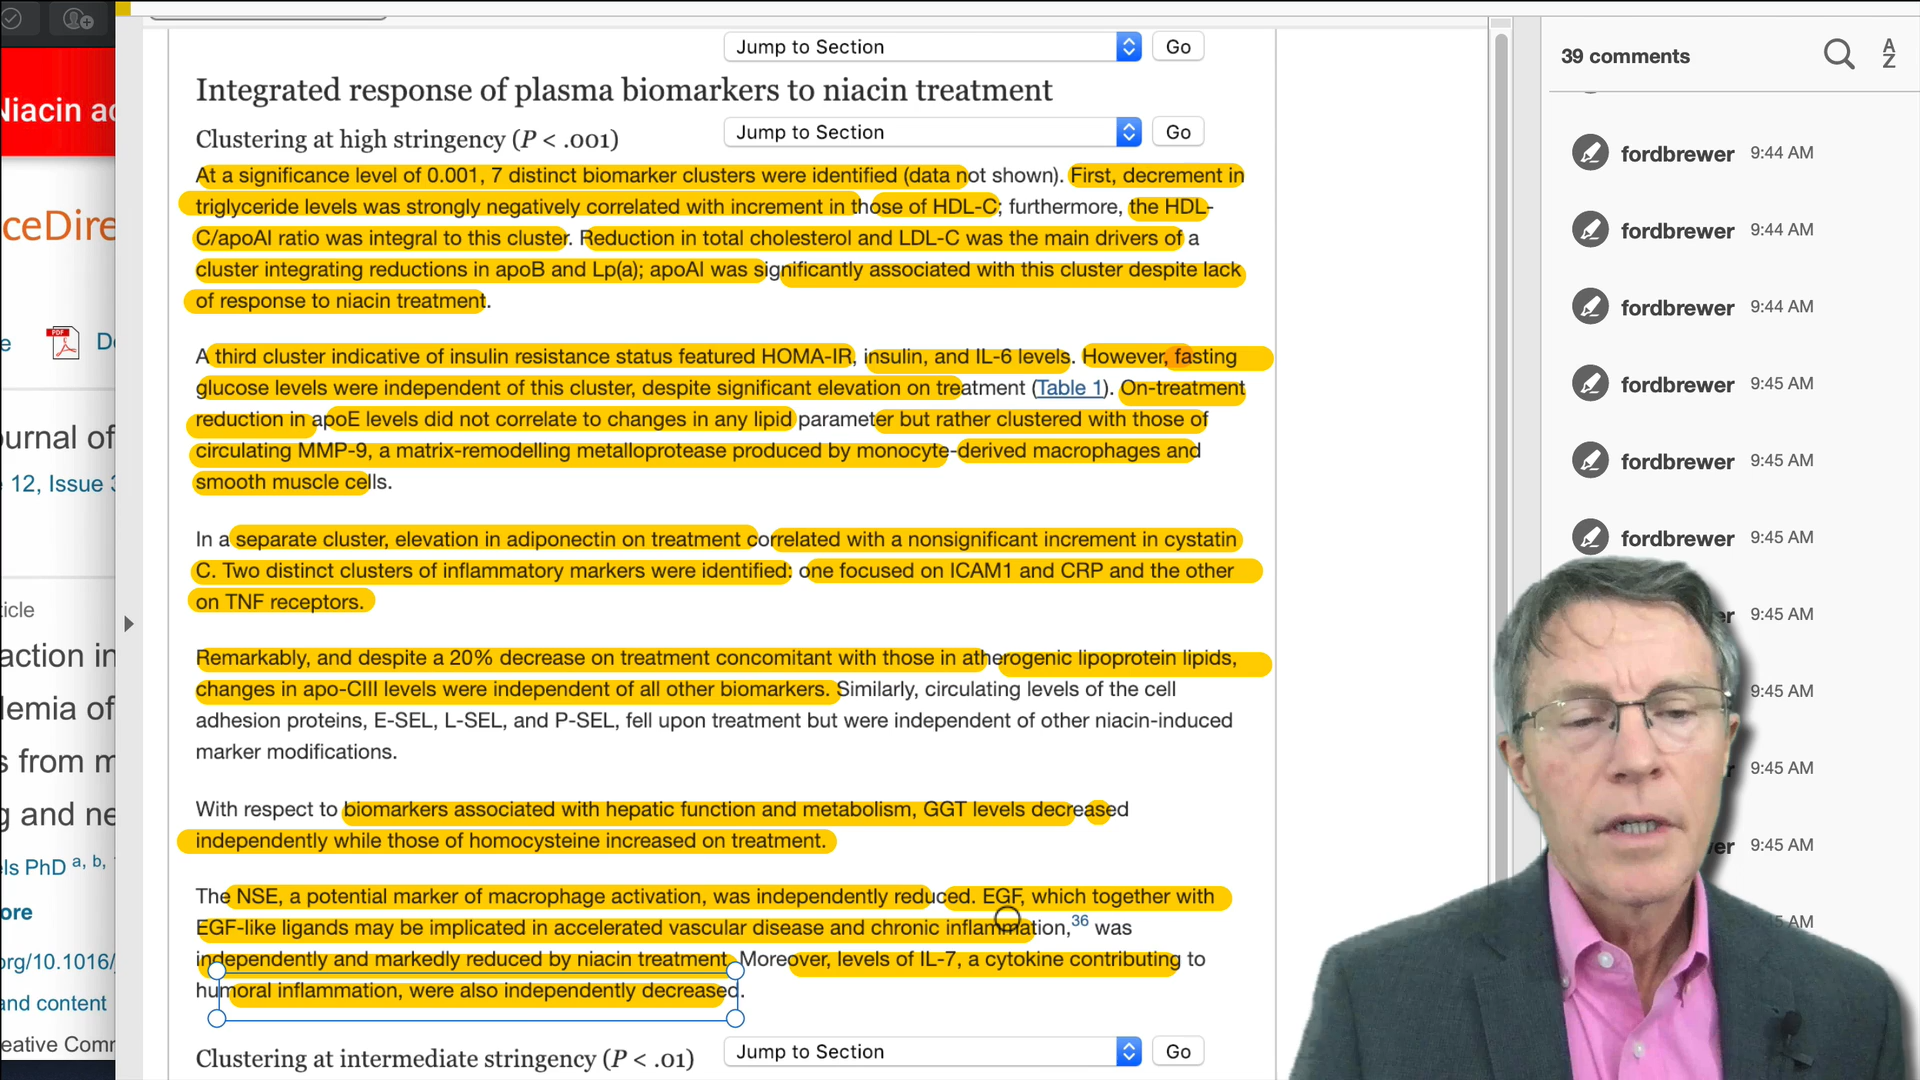 Niacin ac
ceDire
e
De
ournal of
12, Issue 3
ticle
action in
lemia of
s from m
g and ne
ls PhD a, b,
ore
org/10.1016/
and content
eative Comm
Jump to Section Go
Integrated response of plasma biomarkers to niacin treatment
Clustering at high stringency (P < .001)
Jump to Section Go
At a significance level of 0.001, 7 distinct biomarker clusters were identified (data not shown). First, decrement in
triglyceride levels was strongly negatively correlated with increment in those of HDL-C; furthermore, the HDL-
C/apoAI ratio was integral to this cluster. Reduction in total cholesterol and LDL-C was the main drivers of a
cluster integrating reductions in apoB and Lp(a); apoAI was significantly associated with this cluster despite lack
of response to niacin treatment.
A third cluster indicative of insulin resistance status featured HOMA-IR, insulin, and IL-6 levels. However, fasting
glucose levels were independent of this cluster, despite significant elevation on treatment (Table 1). On-treatment
reduction in apoE levels did not correlate to changes in any lipid parameter but rather clustered with those of
circulating MMP-9, a matrix-remodelling metalloprotease produced by monocyte-derived macrophages and
smooth muscle cells.
In a separate cluster, elevation in adiponectin on treatment correlated with a nonsignificant increment in cystatin
C. Two distinct clusters of inflammatory markers were identified: one focused on ICAM1 and CRP and the other
on TNF receptors.
Remarkably, and despite a 20% decrease on treatment concomitant with those in atherogenic lipoprotein lipids,
changes in apo-CIII levels were independent of all other biomarkers. Similarly, circulating levels of the cell
adhesion proteins, E-SEL, L-SEL, and P-SEL, fell upon treatment but were independent of other niacin-induced
marker modifications.
With respect to biomarkers associated with hepatic function and metabolism, GGT levels decreased
independently while those of homocysteine increased on treatment.
The NSE, a potential marker of macrophage activation, was independently reduced. EGF, which together with
EGF-like ligands may be implicated in accelerated vascular disease and chronic inflammation,36 was
independently and markedly reduced by niacin treatment. Moreover, levels of IL-7, a cytokine contributing to
humoral inflammation, were also independently decreased.
Clustering at intermediate stringency (P < .01)
Jump to Section Go
39 comments
A
Z
fordbrewer 9:44 AM
fordbrewer 9:44 AM
fordbrewer 9:44 AM
fordbrewer 9:45 AM
fordbrewer 9:45 AM
fordbrewer 9:45 AM
er 9:45 AM
9:45 AM
r 9:45 AM
er 9:45 AM
AM